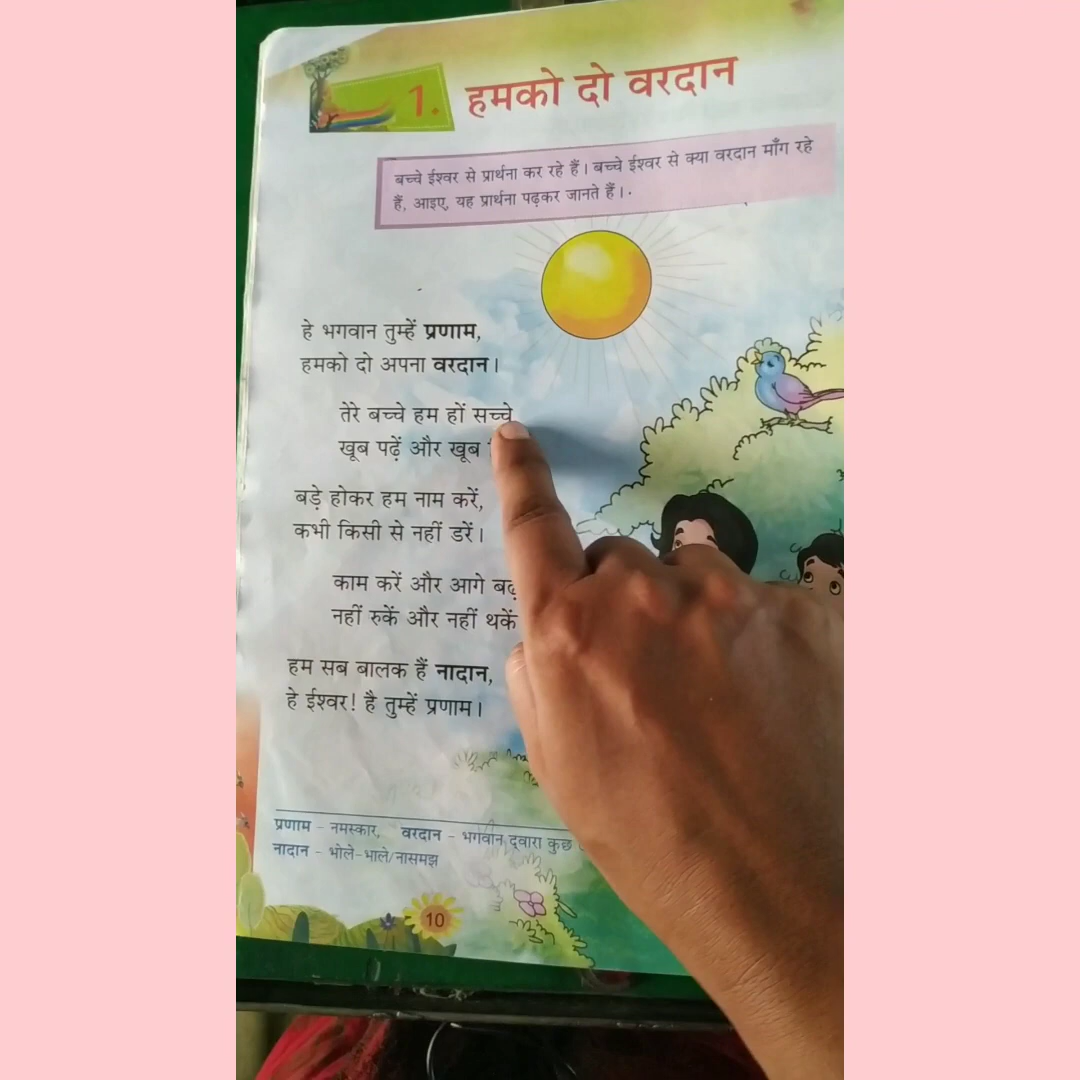 1. हमको दो वरदान
बच्चे ईश्वर से प्रार्थना कर रहे हैं। बच्चे ईश्वर से क्या वरदान माँग रहे
हैं, आइए, यह प्रार्थना पढ़कर जानते हैं।
हे भगवान तुम्हें प्रणाम,
हमको दो अपना वरदान।
तेरे बच्चे हम हों सच्चे
खूब पढ़ें और खूब
बड़े होकर हम नाम करें,
कभी किसी से नहीं डरें।
काम करें और आगे
नहीं रुकें और नहीं थकें
हम सब बालक हैं नादान,
हे ईश्वर! है तुम्हें प्रणाम।
प्रणाम – नमस्कार, वरदान – भगवान द्वारा कुछ
नादान – भोले-भाले/नासमझ
10